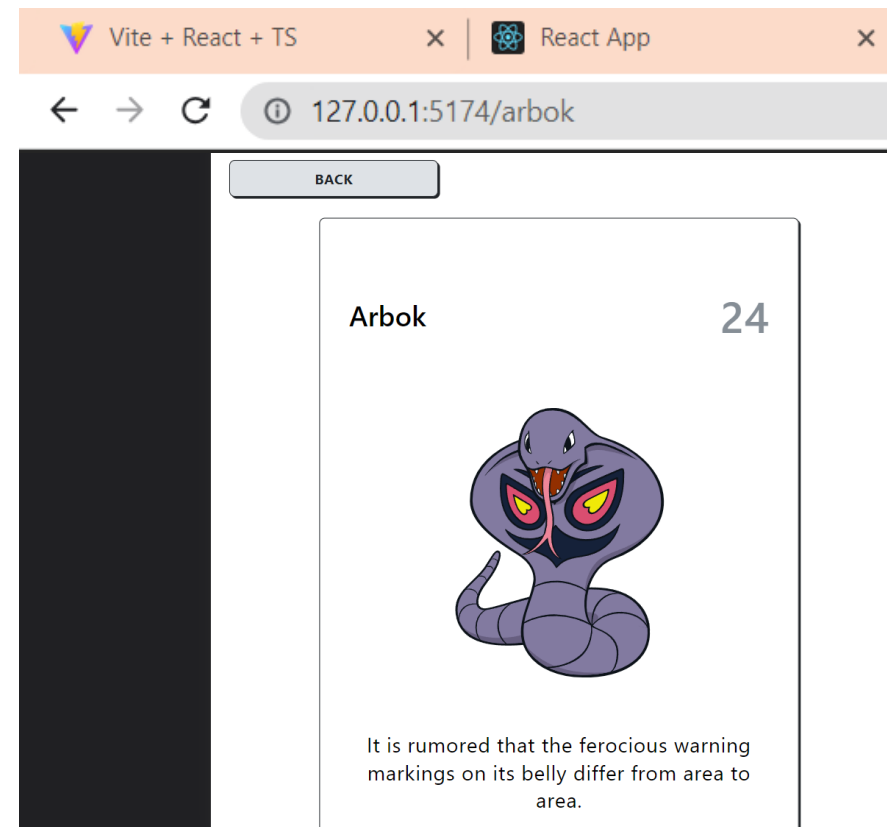 Vite + React + TS
React App
127.0.0.1:5174/arbok
BACK
Arbok
24
It is rumored that the ferocious warning
markings on its belly differ from area to
area.